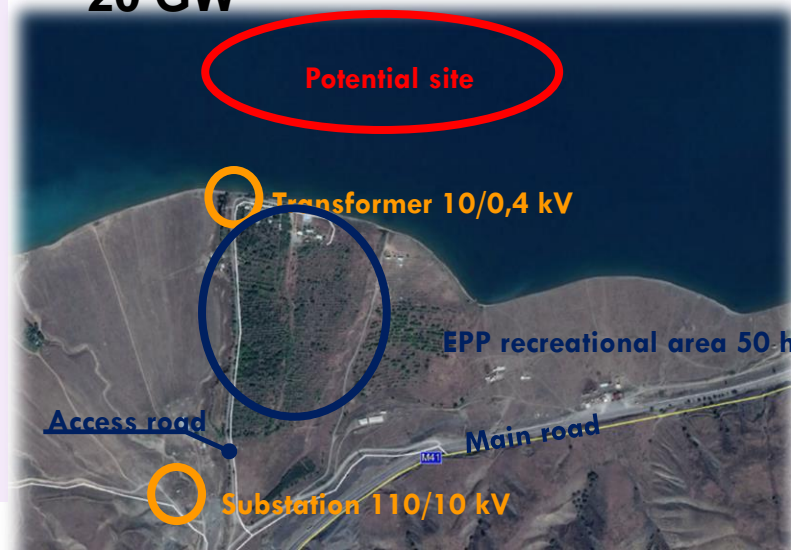 20 GW
Potential site
Transformer 10/0,4 kV
EPP recreational area 50 h
Access road
Main road
M41
Substation 110/10 kV